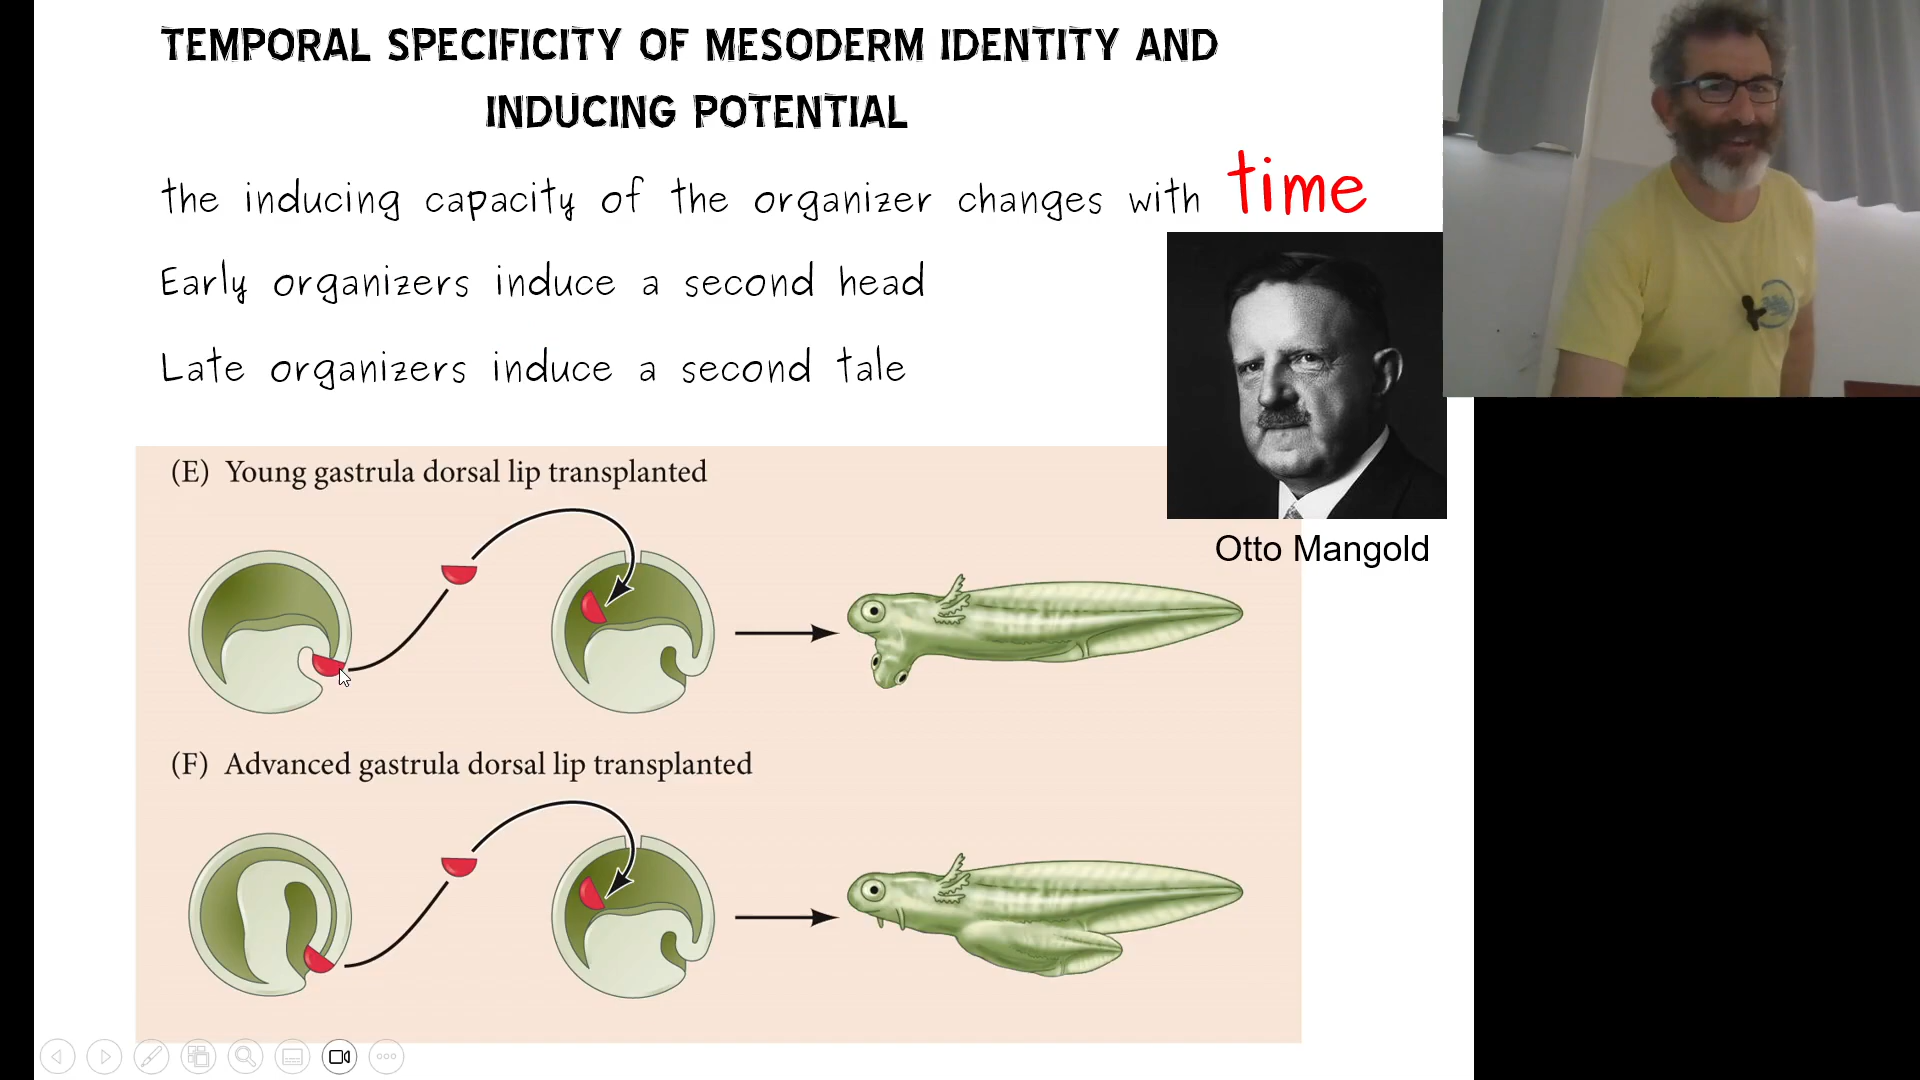 TEMPORAL SPECIFICITY OF MESODERM IDENTITY AND
INDUCING POTENTIAL
the inducing capacity of the organizer changes with time
Early organizers induce a second head
Late organizers induce a second tale
Otto Mangold
(E) Young gastrula dorsal lip transplanted
(F) Advanced gastrula dorsal lip transplanted